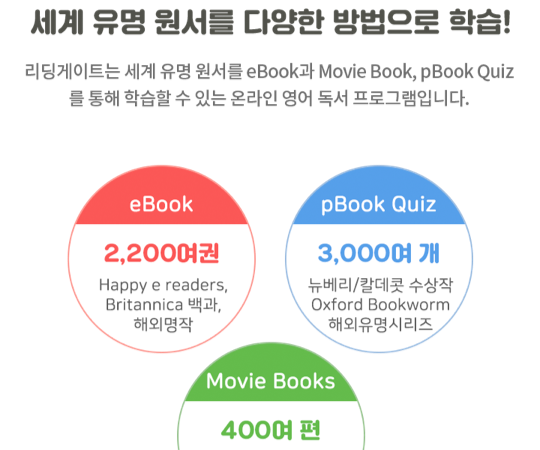 세계 유명 원서를 다양한 방법으로 학습!
리딩게이트는 세계 유명 원서를 eBook과 Movie Book, pBook Quiz
를 통해 학습할 수 있는 온라인 영어 독서 프로그램입니다.
eBook
2,200여권
Happy e readers,
Britannica 백과,
해외명작
pBook Quiz
3,000여 개
뉴베리/칼데콧 수상작
Oxford Bookworm
해외유명시리즈
Movie Books
400여 편